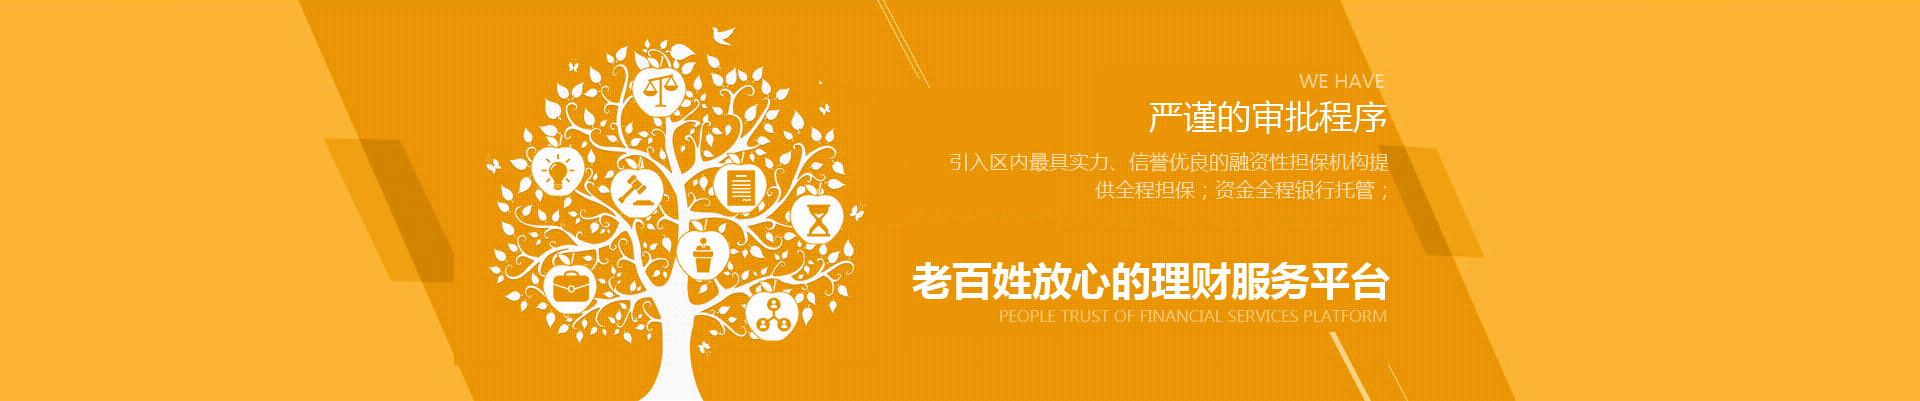 WE HAVE
严谨的审批程序
引入区内最具实力、信誉优良的融资性担保机构提
供全程担保；资金全程银行托管；
老百姓放心的理财服务平台
PEOPLE TRUST OF FINANCIAL SERVICES PLATFORM